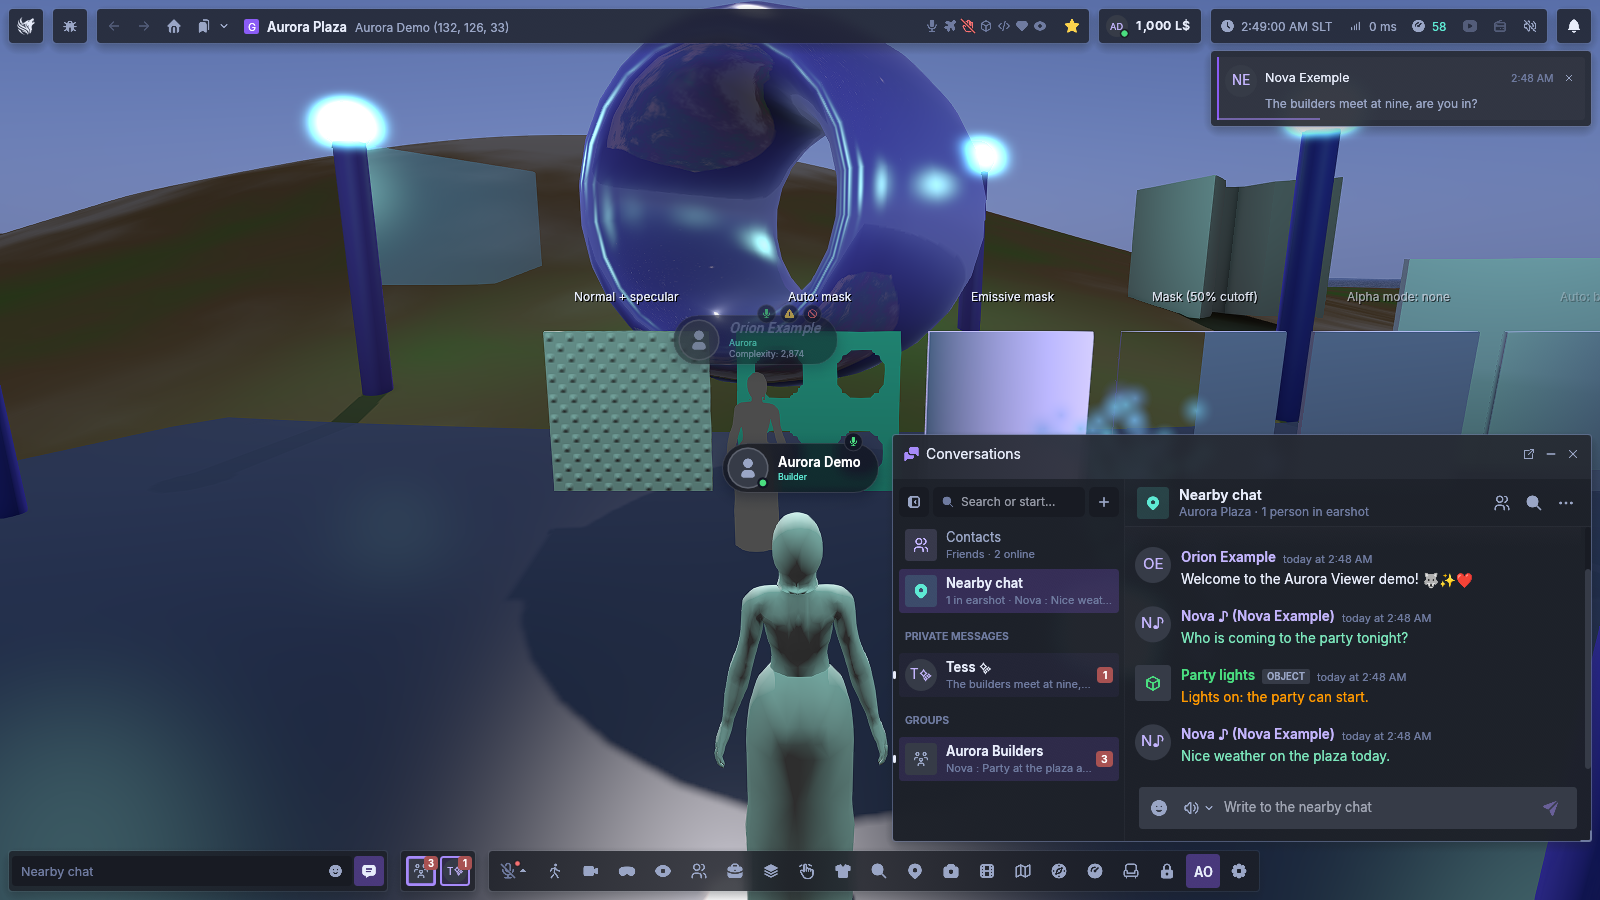 Aurora Plaza Aurora Demo (132, 126, 33)
AD 1,000 L$
2:49:00 AM SLT 0 ms 58
NE Nova Exemple 2:48 AM
The builders meet at nine, are you in?
Normal + specular
Auto: mask
Emissive mask
Mask (50% cutoff)
Alpha mode: none
Auto: b
Orion Example
Aurora
Complexity: 2,874
Aurora Demo
Builder
Conversations
Search or start...
Contacts
Friends · 2 online
Nearby chat
1 in earshot · Nova : Nice weat...
PRIVATE MESSAGES
Tess
The builders meet at nine,...
1
GROUPS
Aurora Builders
Nova : Party at the plaza a...
3
Nearby chat
Aurora Plaza · 1 person in earshot
OE Orion Example today at 2:48 AM
Welcome to the Aurora Viewer demo! 🐺✨❤️
N♪ Nova ♪ (Nova Example) today at 2:48 AM
Who is coming to the party tonight?
Party lights OBJECT today at 2:48 AM
Lights on: the party can start.
N♪ Nova ♪ (Nova Example) today at 2:48 AM
Nice weather on the plaza today.
Write to the nearby chat
Nearby chat
3
T 1
AO